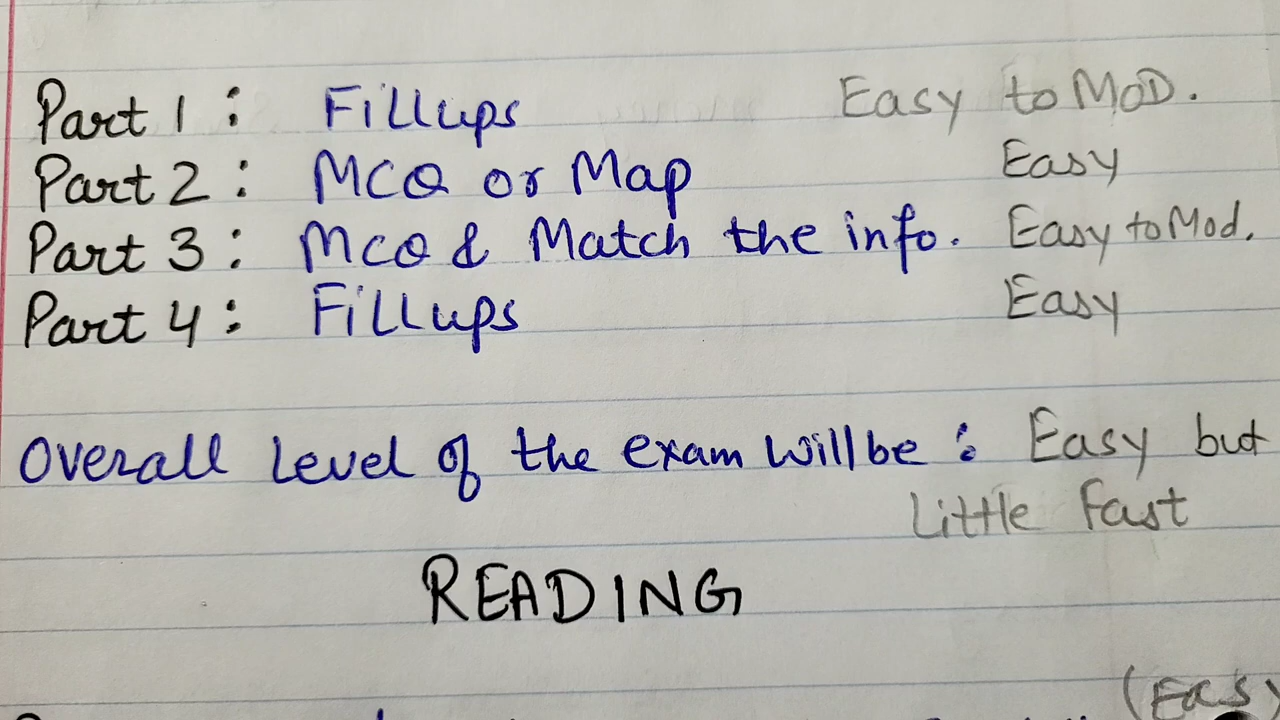 Part 1 : Fillups Easy to MOD.
Part 2 : MCQ or Map Easy
Part 3 : MCQ & Match the info. Easy to Mod.
Part 4 : Fillups Easy
Overall Level of the exam will be : Easy but
Little fast
READING
(Easy